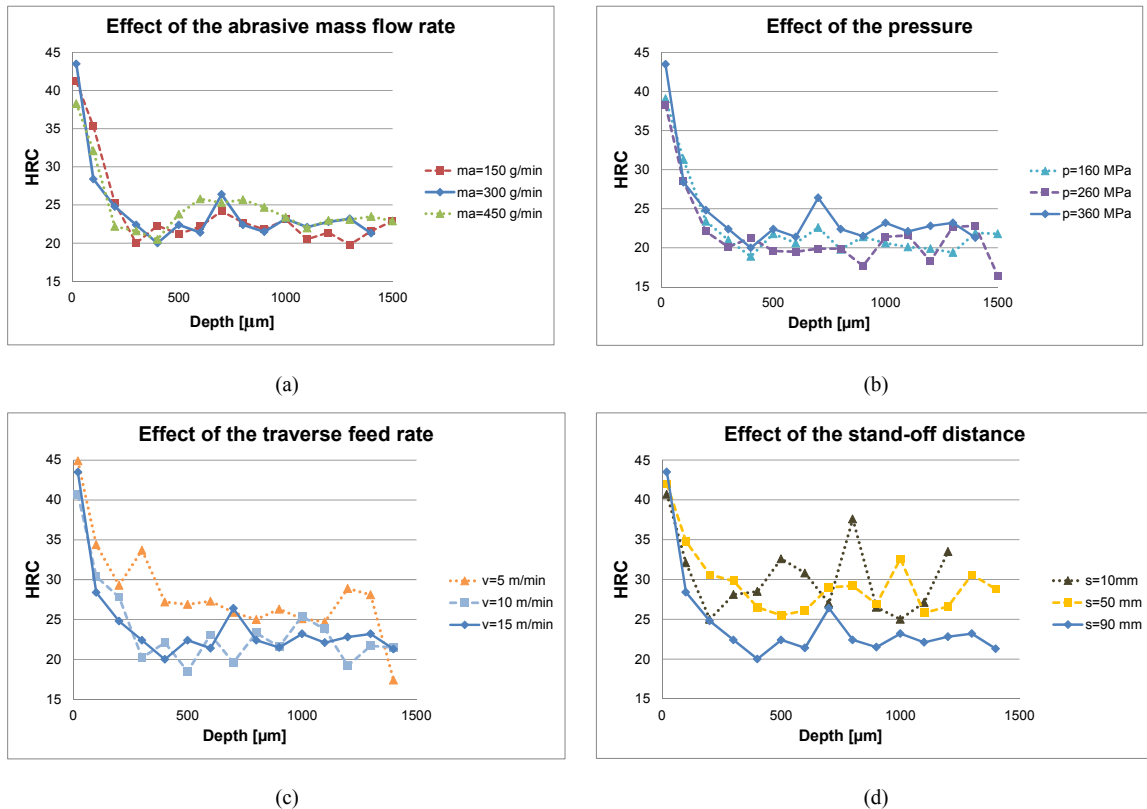 Effect of the abrasive mass flow rate
45
40
35
30
25
20
15
HRC
0
500
1000
1500
Depth [μm]
ma=150 g/min
ma=300 g/min
ma=450 g/min
(a)
Effect of the pressure
45
40
35
30
25
20
15
HRC
0
500
1000
1500
Depth [µm]
p=160 MPa
p=260 MPa
p=360 MPa
(b)
Effect of the traverse feed rate
45
40
35
30
25
20
15
HRC
0
500
1000
1500
Depth [µm]
v=5 m/min
v=10 m/min
v=15 m/min
(c)
Effect of the stand-off distance
45
40
35
30
25
20
15
HRC
0
500
1000
1500
Depth [µm]
s=10mm
s=50 mm
s=90 mm
(d)